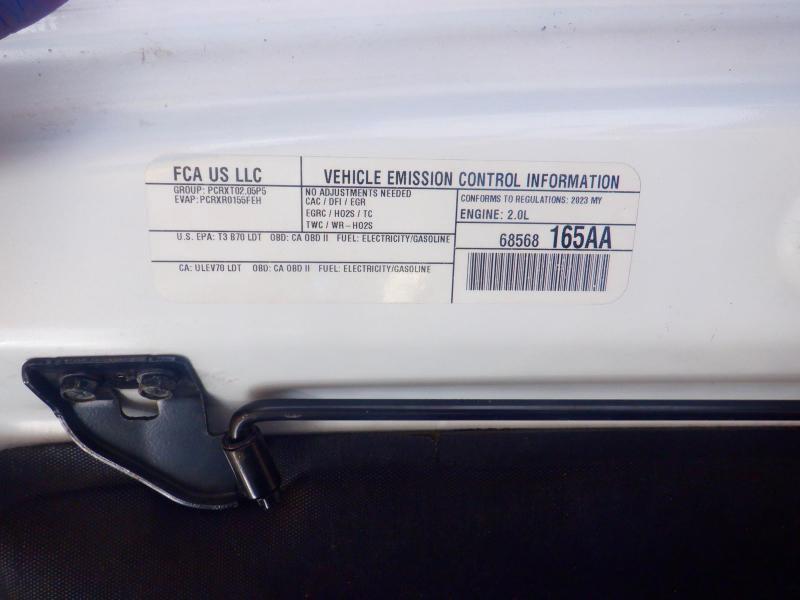 FCA US LLC
GROUP: PCRXT02.05P5
EVAP: PCRXR0155FEH
VEHICLE EMISSION CONTROL INFORMATION
NO ADJUSTMENTS NEEDED
CAC / DFI / EGR
EGRC / HO2S / TC
TWC / WR-HO2S
CONFORMS TO REGULATIONS: 2023 MY
ENGINE: 2.0L
U.S. EPA: T3 B70 LDT OBD: CA OBD II FUEL: ELECTRICITY/GASOLINE
CA: ULEV70 LDT OBD: CA OBD II FUEL: ELECTRICITY/GASOLINE
68568 165AA